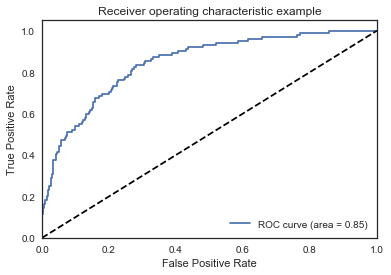 Receiver operating characteristic example
True Positive Rate
1.0
0.8
0.6
0.4
0.2
0.0
ROC curve (area = 0.85)
0.0 0.2 0.4 0.6 0.8 1.0
False Positive Rate